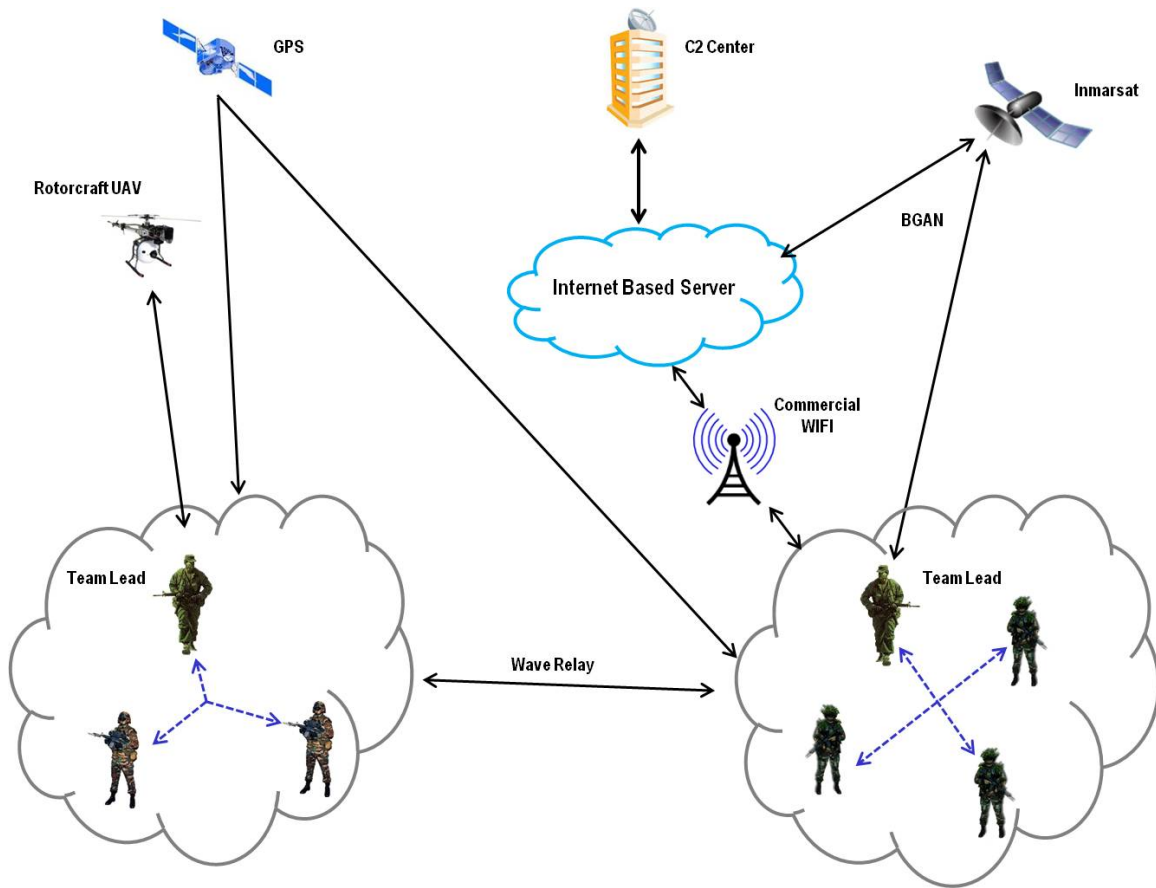 GPS
C2 Center
Inmarsat
Rotorcraft UAV
BGAN
Internet Based Server
Commercial
WIFI
Team Lead
Team Lead
Wave Relay